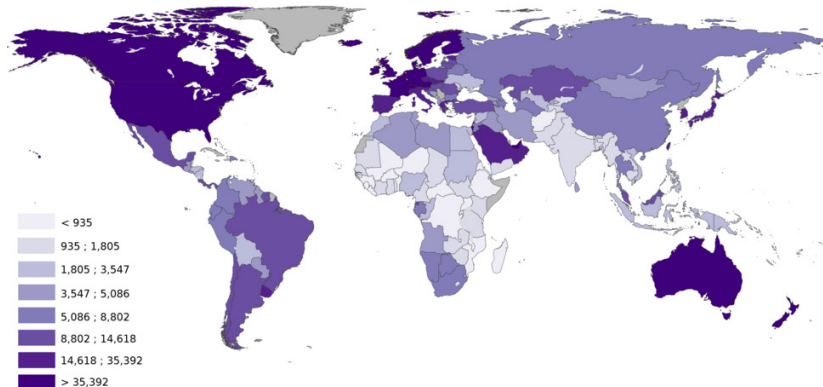 < 935
935 ; 1,805
1,805 ; 3,547
3,547 ; 5,086
5,086 ; 8,802
8,802 ; 14,618
14,618 ; 35,392
> 35,392